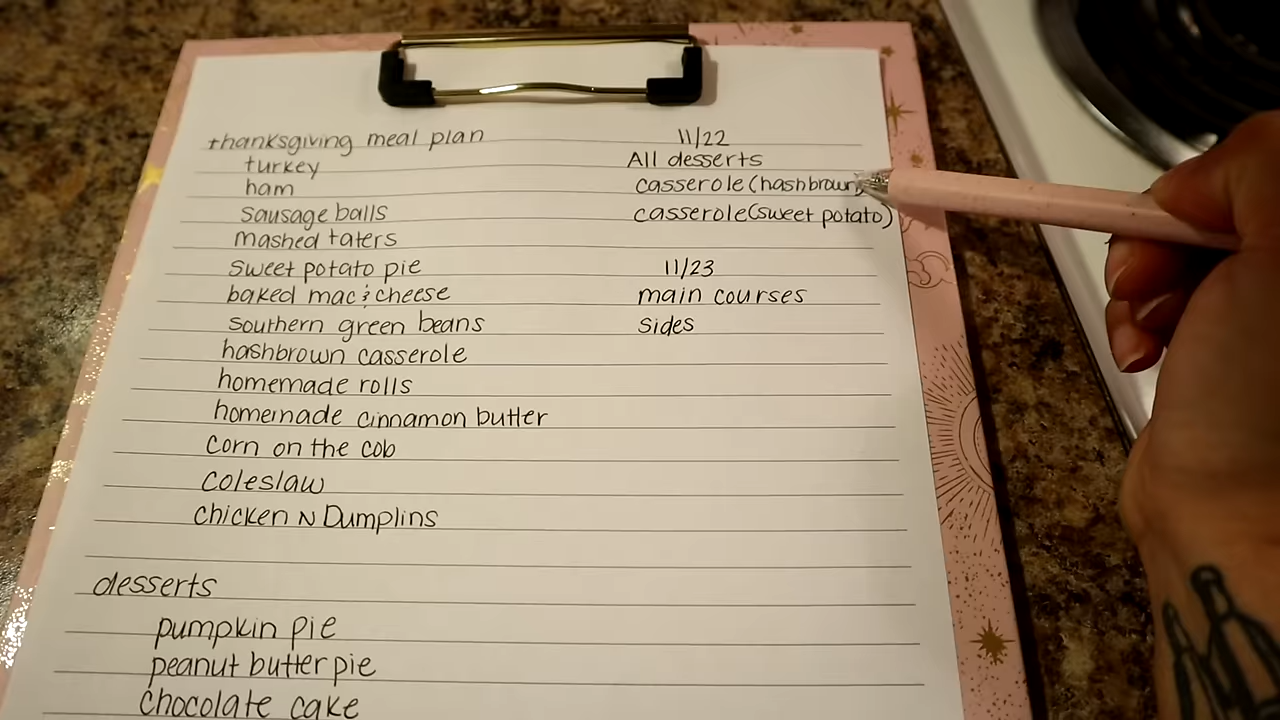 thanksgiving meal plan
turkey
ham
sausage balls
mashed taters
sweet potato pie
baked mac & cheese
southern green beans
hashbrown casserole
homemade rolls
homemade cinnamon butter
corn on the cob
coleslaw
chicken N Dumplins
desserts
pumpkin pie
peanut butter pie
chocolate cake
11/22
All desserts
casserole (hashbrown)
casserole (sweet potato)
11/23
main courses
sides